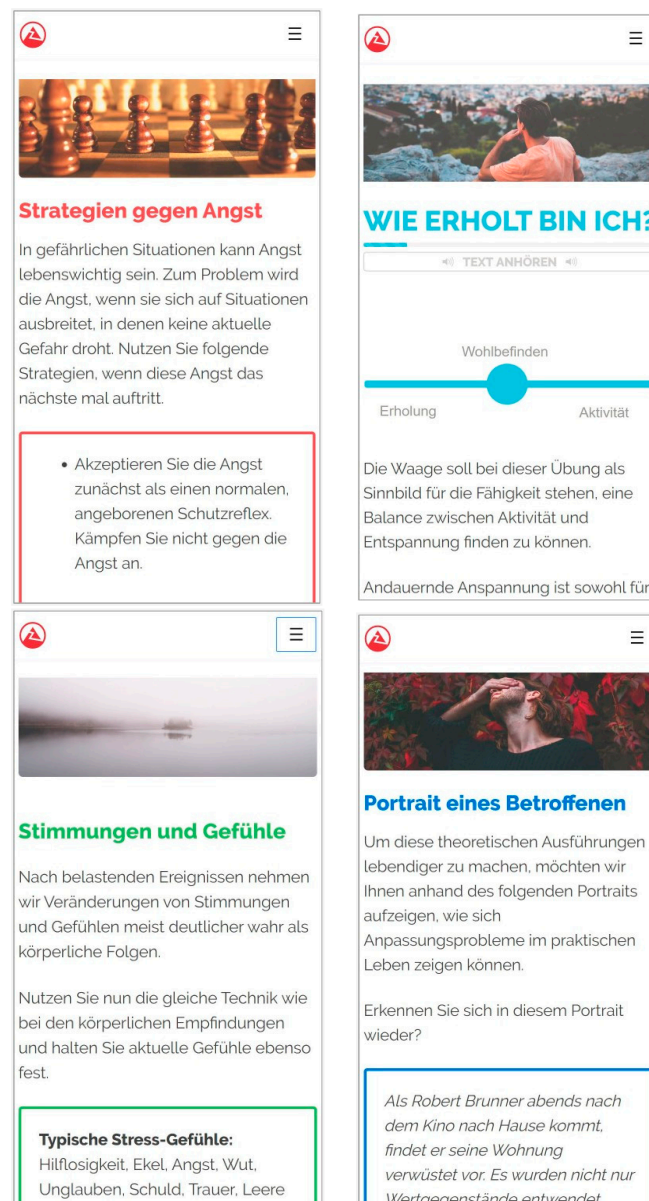 Strategien gegen Angst
In gefährlichen Situationen kann Angst
lebenswichtig sein. Zum Problem wird
die Angst, wenn sie sich auf Situationen
ausbreitet, in denen keine aktuelle
Gefahr droht. Nutzen Sie folgende
Strategien, wenn diese Angst das
nächste mal auftritt.
• Akzeptieren Sie die Angst
zunächst als einen normalen,
angeborenen Schutzreflex.
Kämpfen Sie nicht gegen die
Angst an.
WIE ERHOLT BIN ICH?
TEXT ANHÖREN
Wohlbefinden
Erholung
Aktivität
Die Waage soll bei dieser Übung als
Sinnbild für die Fähigkeit stehen, eine
Balance zwischen Aktivität und
Entspannung finden zu können.
Andauernde Anspannung ist sowohl für
Stimmungen und Gefühle
Nach belastenden Ereignissen nehmen
wir Veränderungen von Stimmungen
und Gefühlen meist deutlicher wahr als
körperliche Folgen.
Nutzen Sie nun die gleiche Technik wie
bei den körperlichen Empfindungen
und halten Sie aktuelle Gefühle ebenso
fest.
Typische Stress-Gefühle:
Hilflosigkeit, Ekel, Angst, Wut,
Unglauben, Schuld, Trauer, Leere
Portrait eines Betroffenen
Um diese theoretischen Ausführungen
lebendiger zu machen, möchten wir
Ihnen anhand des folgenden Portraits
aufzeigen, wie sich
Anpassungsprobleme im praktischen
Leben zeigen können.
Erkennen Sie sich in diesem Portrait
wieder?
Als Robert Brunner abends nach
dem Kino nach Hause kommt,
findet er seine Wohnung
verwüstet vor. Es wurden nicht nur
Wertgegenstände entwendet